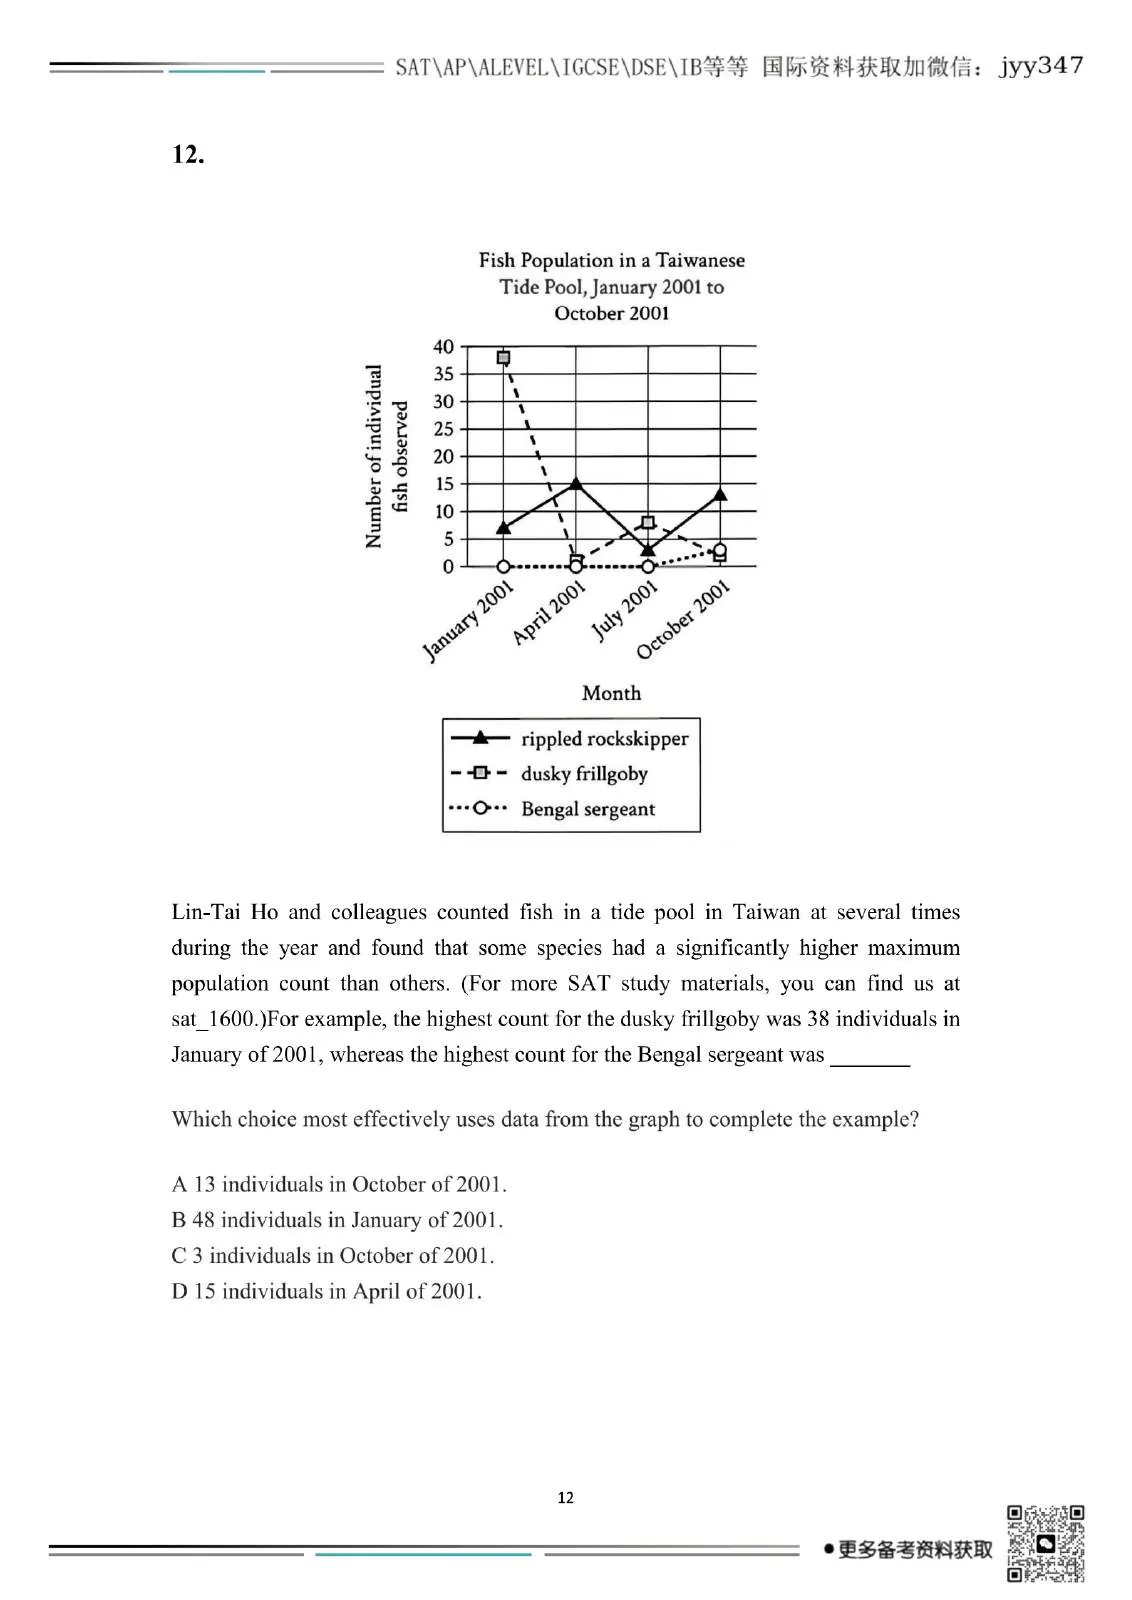 SAT\AP\ALEVEL\IGCSE\DSE\IB等等 国际资料获取加微信：jyy347
12.
Fish Population in a Taiwanese
Tide Pool, January 2001 to
October 2001
Number of individual
fish observed
40
35
30
25
20
15
10
5
0
January 2001
April 2001
July 2001
October 2001
Month
rippled rockskipper
dusky frillgoby
Bengal sergeant
Lin-Tai Ho and colleagues counted fish in a tide pool in Taiwan at several times
during the year and found that some species had a significantly higher maximum
population count than others. (For more SAT study materials, you can find us at
sat_1600.)For example, the highest count for the dusky frillgoby was 38 individuals in
January of 2001, whereas the highest count for the Bengal sergeant was _______
Which choice most effectively uses data from the graph to complete the example?
A 13 individuals in October of 2001.
B 48 individuals in January of 2001.
C 3 individuals in October of 2001.
D 15 individuals in April of 2001.
12
●更多备考资料获取